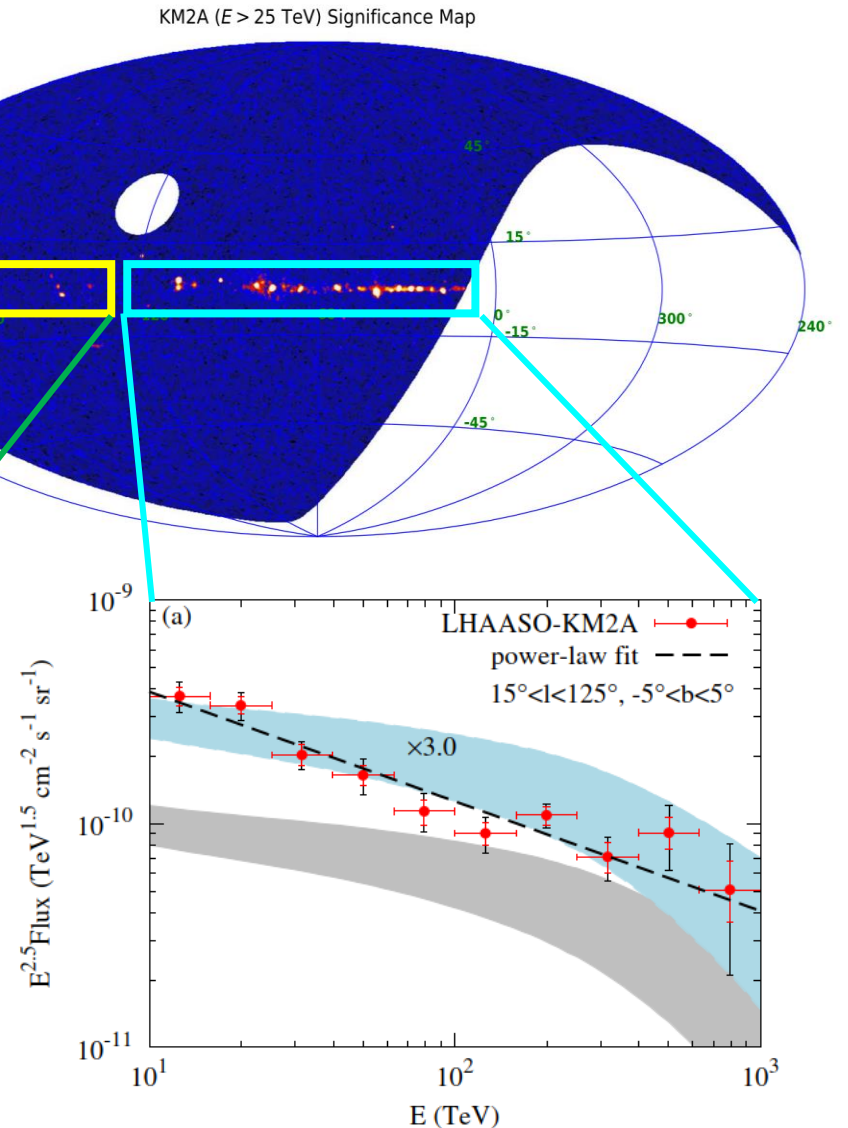 KM2A (E > 25 TeV) Significance Map
45°
15°
0°
300°
240°
-15°
-45°
10^-9
(a)
LHAASO-KM2A
power-law fit
15°<l<125°, -5°<b<5°
×3.0
10^-10
10^-11
E^2.5Flux (TeV^1.5 cm^-2 s^-1 sr^-1)
10^1
10^2
10^3
E (TeV)